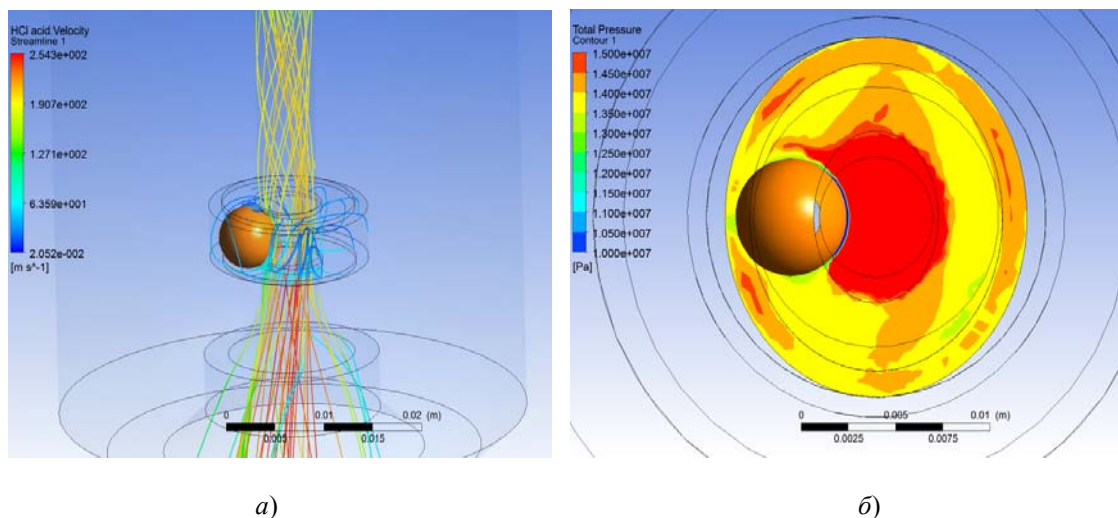 HCl acid Velocity
Streamline 1
2.543e+002
1.907e+002
1.271e+002
6.359e+001
2.052e-002
[m s^-1]
0 0.01 0.02 (m)
0.005 0.015
Total Pressure
Contour 1
1.500e+007
1.450e+007
1.400e+007
1.350e+007
1.300e+007
1.250e+007
1.200e+007
1.150e+007
1.100e+007
1.050e+007
1.000e+007
[Pa]
0 0.005 0.01 (m)
0.0025 0.0075
а) б)